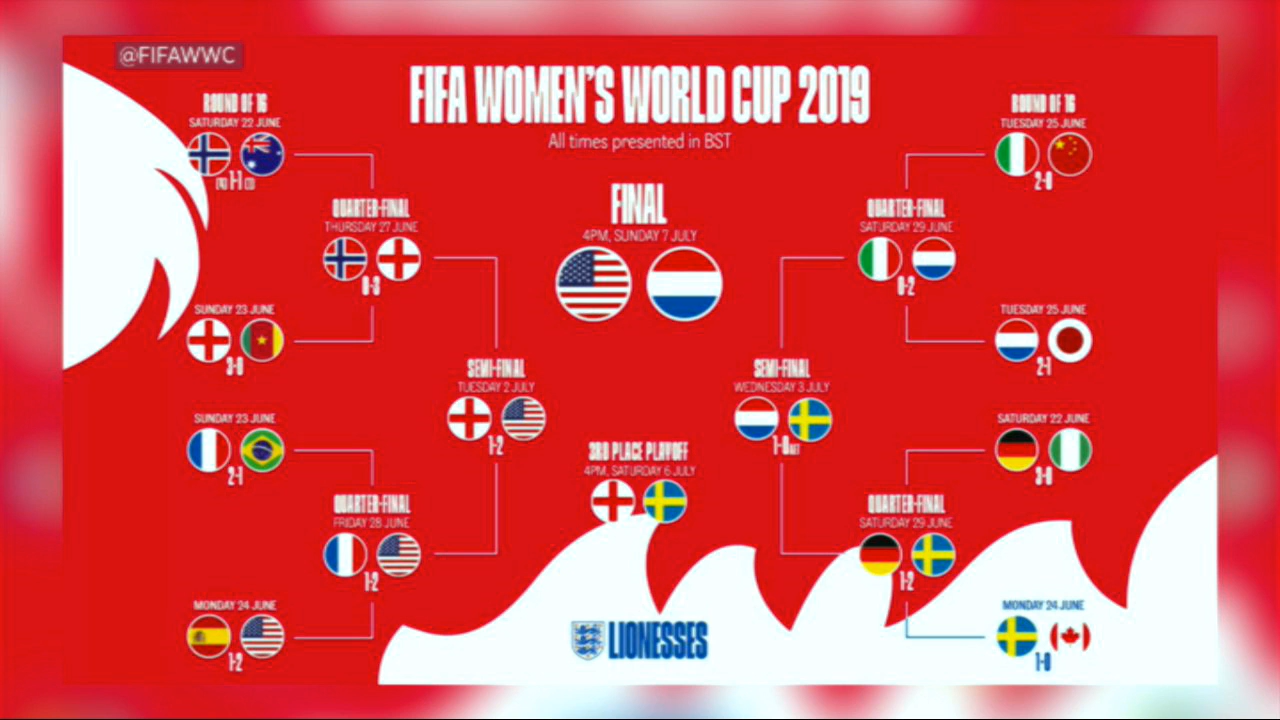 @FIFAWWC
FIFA WOMEN'S WORLD CUP 2019
All times presented in BST
ROUND OF 16
SATURDAY 22 JUNE
1-1
QUARTER-FINAL
THURSDAY 27 JUNE
0-3
SUNDAY 23 JUNE
3-0
SEMI-FINAL
TUESDAY 2 JULY
1-2
SUNDAY 23 JUNE
2-1
QUARTER-FINAL
FRIDAY 28 JUNE
1-2
MONDAY 24 JUNE
1-2
FINAL
4PM, SUNDAY 7 JULY
3RD PLACE PLAYOFF
4PM, SATURDAY 6 JULY
LIONESSES
ROUND OF 16
TUESDAY 25 JUNE
2-0
QUARTER-FINAL
SATURDAY 29 JUNE
0-2
TUESDAY 25 JUNE
2-1
SEMI-FINAL
WEDNESDAY 3 JULY
1-0 AET
SATURDAY 22 JUNE
3-0
QUARTER-FINAL
SATURDAY 29 JUNE
1-2
MONDAY 24 JUNE
1-0